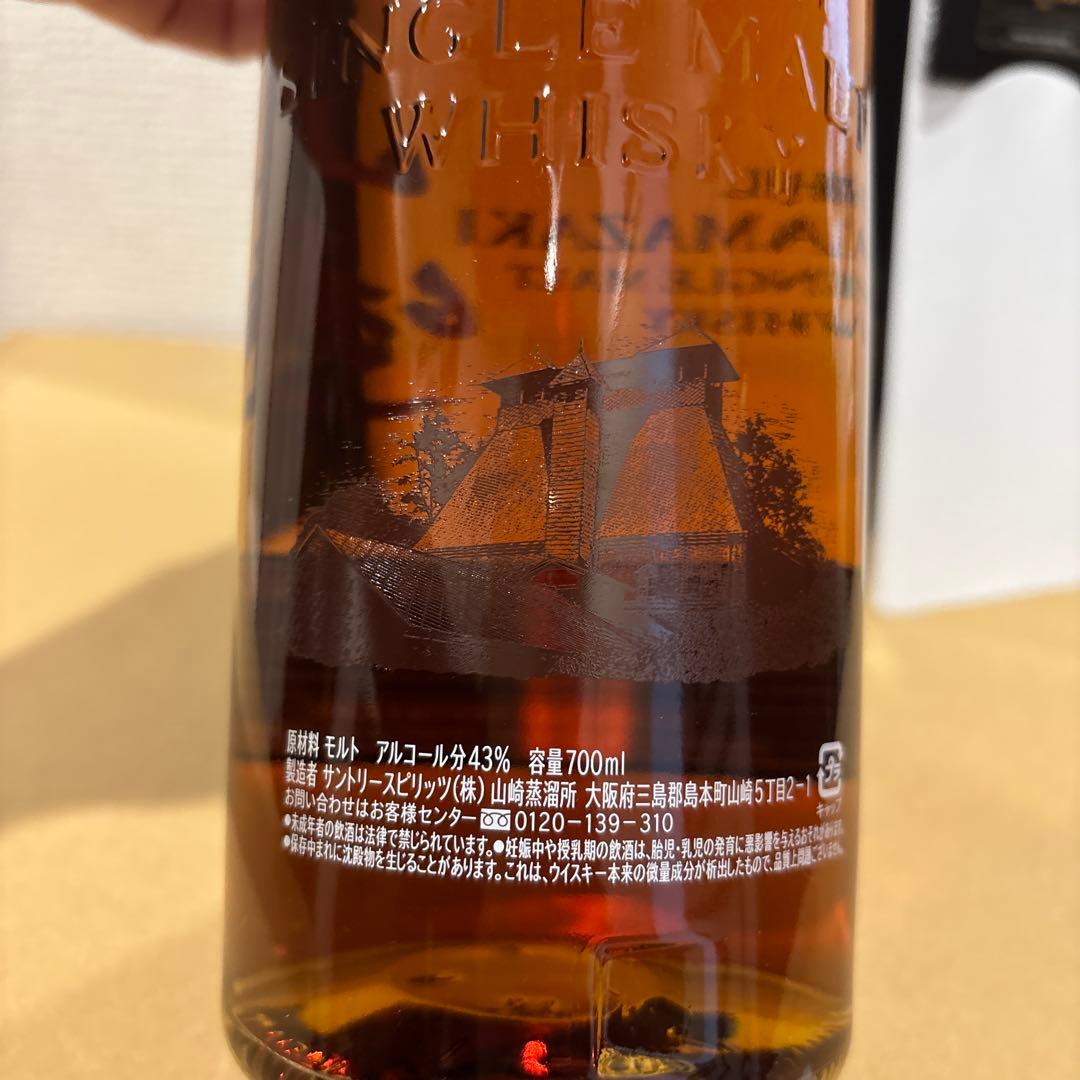 SINGLE MALT
WHISKY
YAMAZAKI
SINGLE MALT
WHISKY
原材料 モルト アルコール分43% 容量700ml
製造者 サントリースピリッツ(株) 山崎蒸溜所 大阪府三島郡島本町山崎5丁目2-1
キャップ
お問い合わせはお客様センター 0120-139-310
●未成年者の飲酒は法律で禁じられています。●妊娠中や授乳期の飲酒は、胎児・乳児の発育に悪影響を与えるおそれがあります。
●保存中まれに沈殿物を生じることがあります。これは、ウイスキー本来の微量成分が析出したもので、品質上問題ございません。